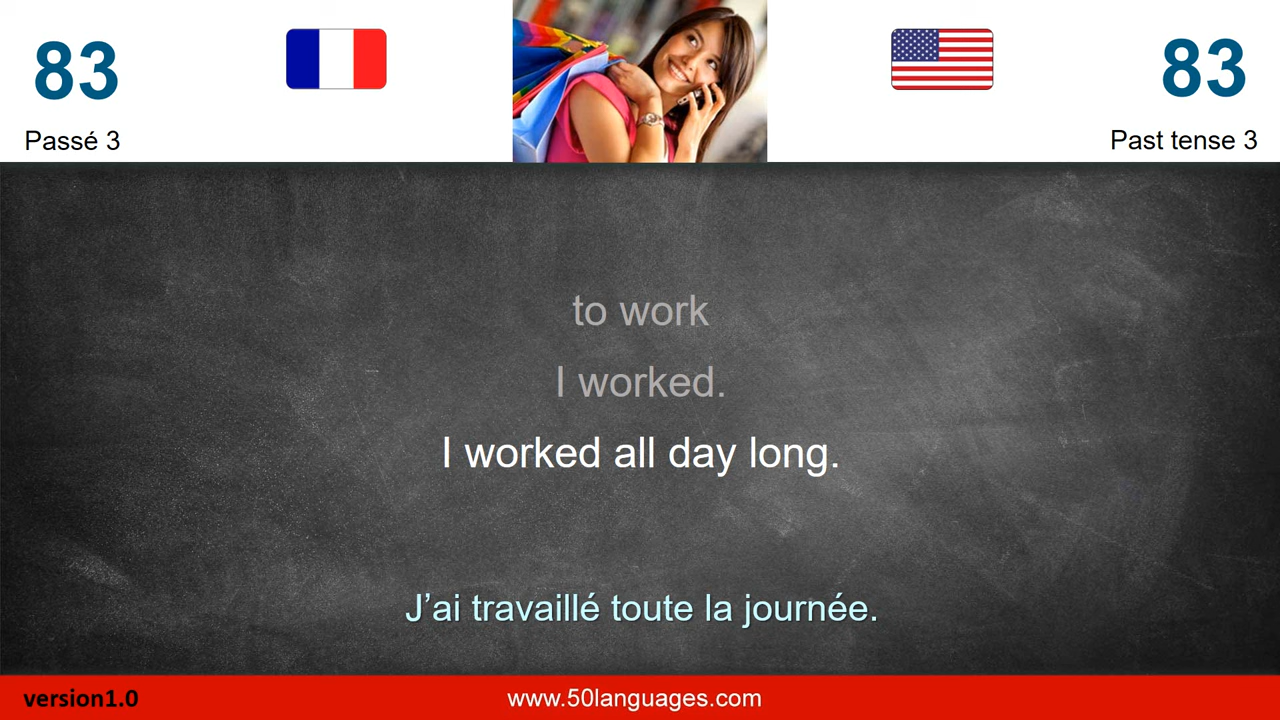 83
83
Passé 3
Past tense 3
to work
I worked.
I worked all day long.
J’ai travaillé toute la journée.
version1.0
www.50languages.com